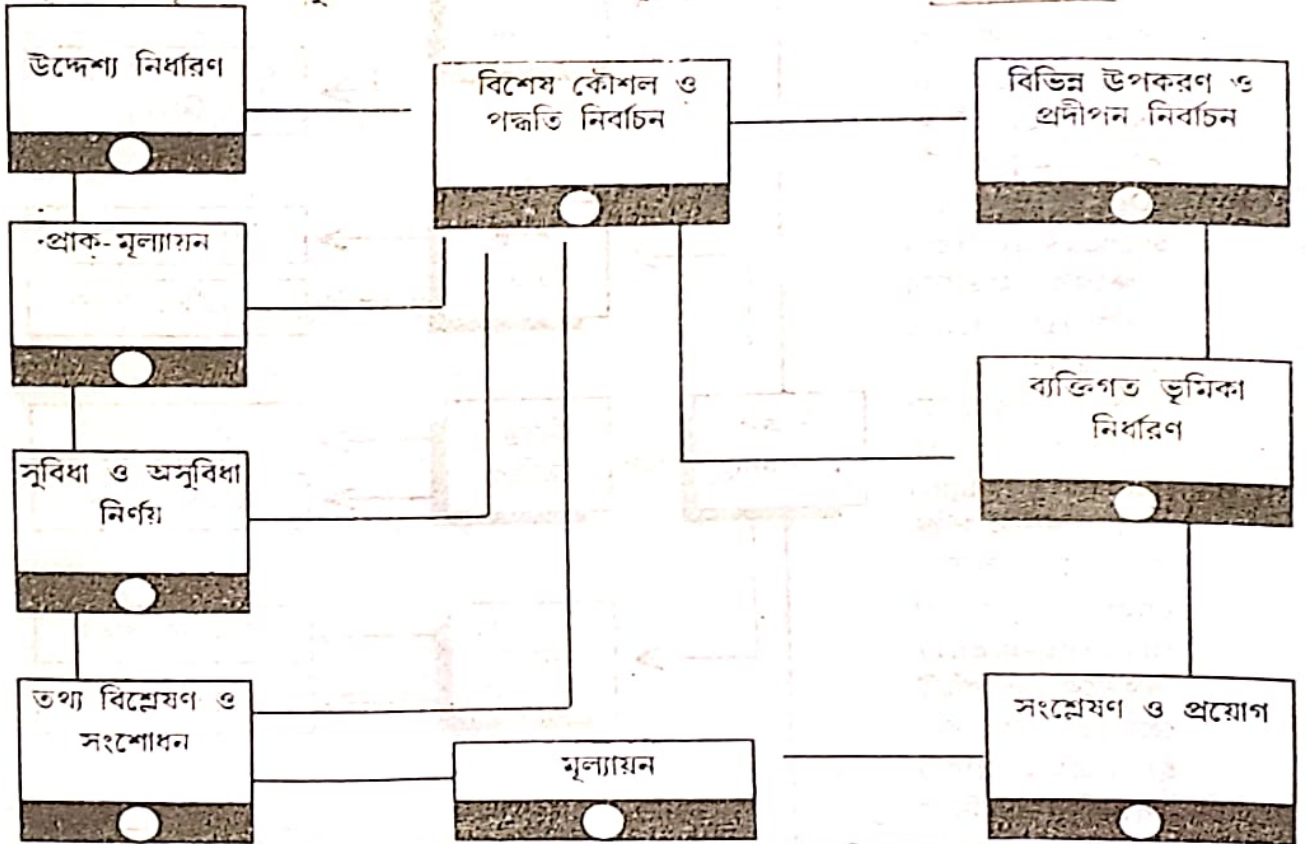 উদ্দেশ্য নির্ধারণ
বিশেষ কৌশল ও
পদ্ধতি নির্বাচন
বিভিন্ন উপকরণ ও
প্রদীপন নির্বাচন
প্রাক-মূল্যায়ন
ব্যক্তিগত ভূমিকা
নির্ধারণ
সুবিধা ও অসুবিধা
নির্ণয়
তথ্য বিশ্লেষণ ও
সংশোধন
মূল্যায়ন
সংশ্লেষণ ও প্রয়োগ